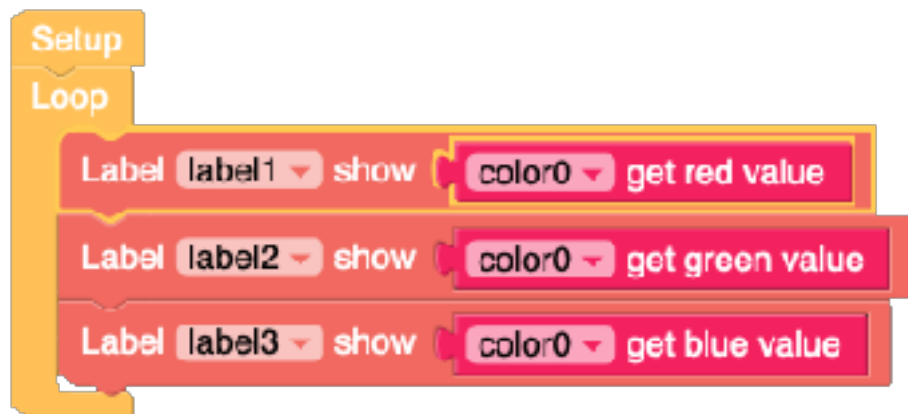 Setup
Loop
Label label1 show color0 get red value
Label label2 show color0 get green value
Label label3 show color0 get blue value